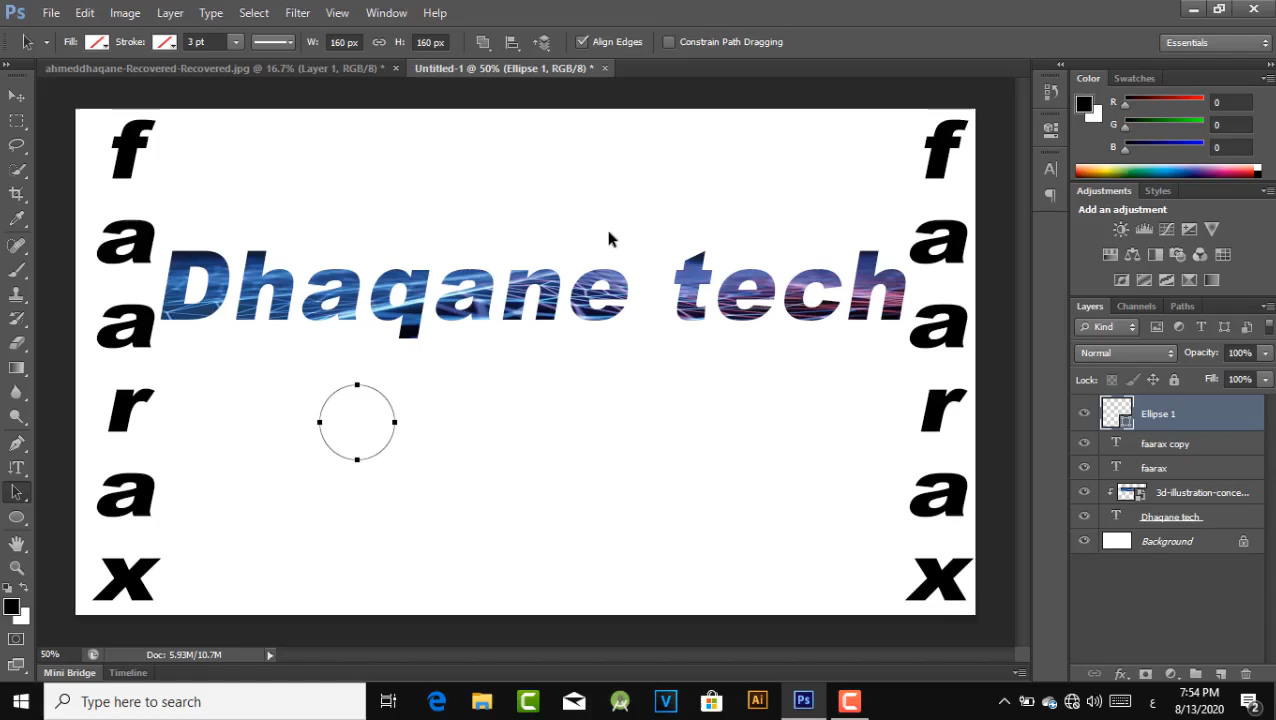 Ps File Edit Image Layer Type Select Filter View Window Help
Fill: Stroke: 3 pt W: 160 px H: 160 px Align Edges Constrain Path Dragging Essentials
ahmeddhaqane-Recovered-Recovered.jpg @ 16.7% (Layer 1, RGB/8) * × Untitled-1 @ 50% (Ellipse 1, RGB/8) * ×
Color Swatches
R 0
G 0
B 0
Adjustments Styles
Add an adjustment
Layers Channels Paths
Kind
Normal Opacity: 100%
Lock: Fill: 100%
Ellipse 1
T faarax copy
T faarax
3d-illustration-conce...
T Dhaqane tech
Background
f
a
a
r
a
x
Dhaqane tech
f
a
a
r
a
x
50% Doc: 5.93M/10.7M
Mini Bridge Timeline
Type here to search
Ai Ps
ع
7:54 PM
8/13/2020
2